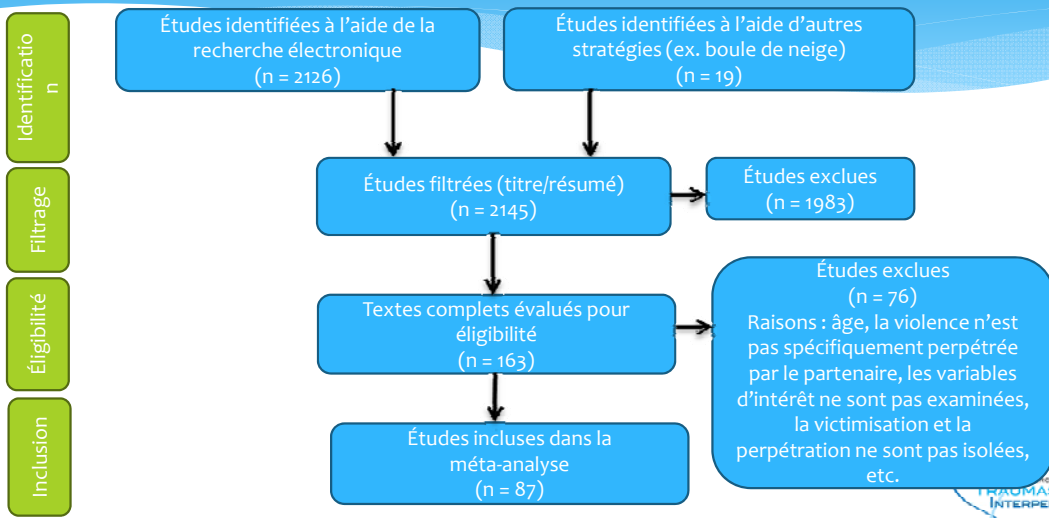 Identificatio
n
Études identifiées à l'aide de la
recherche électronique
(n = 2126)
Études identifiées à l'aide d'autres
stratégies (ex. boule de neige)
(n = 19)
Filtrage
Études filtrées (titre/résumé)
(n = 2145)
Études exclues
(n = 1983)
Éligibilité
Textes complets évalués pour
éligibilité
(n = 163)
Études exclues
(n = 76)
Raisons : âge, la violence n'est
pas spécifiquement perpétrée
par le partenaire, les variables
d'intérêt ne sont pas examinées,
la victimisation et la
perpétration ne sont pas isolées,
etc.
Inclusion
Études incluses dans la
méta-analyse
(n = 87)
TRAUMAS
INTERPE